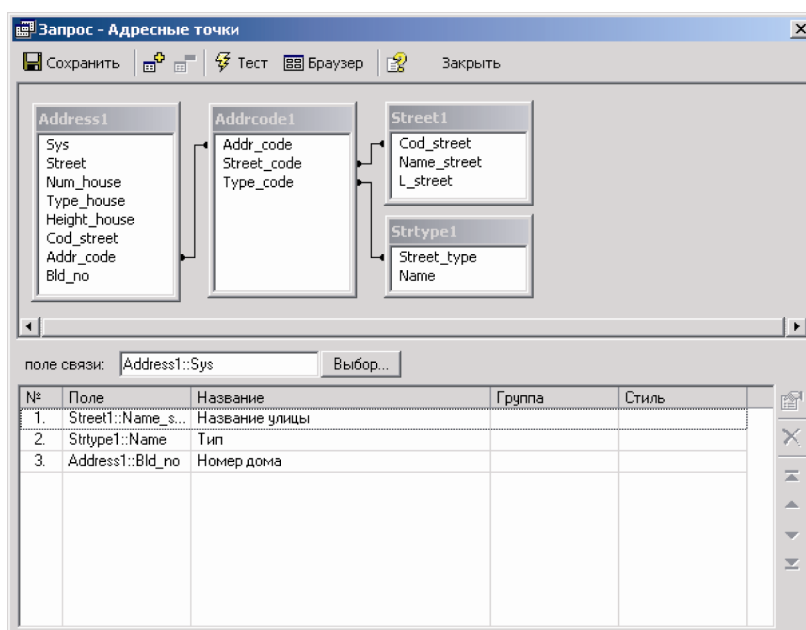 Запрос - Адресные точки
Сохранить Тест Браузер Закрыть
Address1
Sys
Street
Num_house
Type_house
Height_house
Cod_street
Addr_code
Bld_no
Addrcode1
Addr_code
Street_code
Type_code
Street1
Cod_street
Name_street
L_street
Strtype1
Street_type
Name
поле связи: Address1::Sys Выбор...
№ Поле Название Группа Стиль
1. Street1::Name_s... Название улицы
2. Strtype1::Name Тип
3. Address1::Bld_no Номер дома